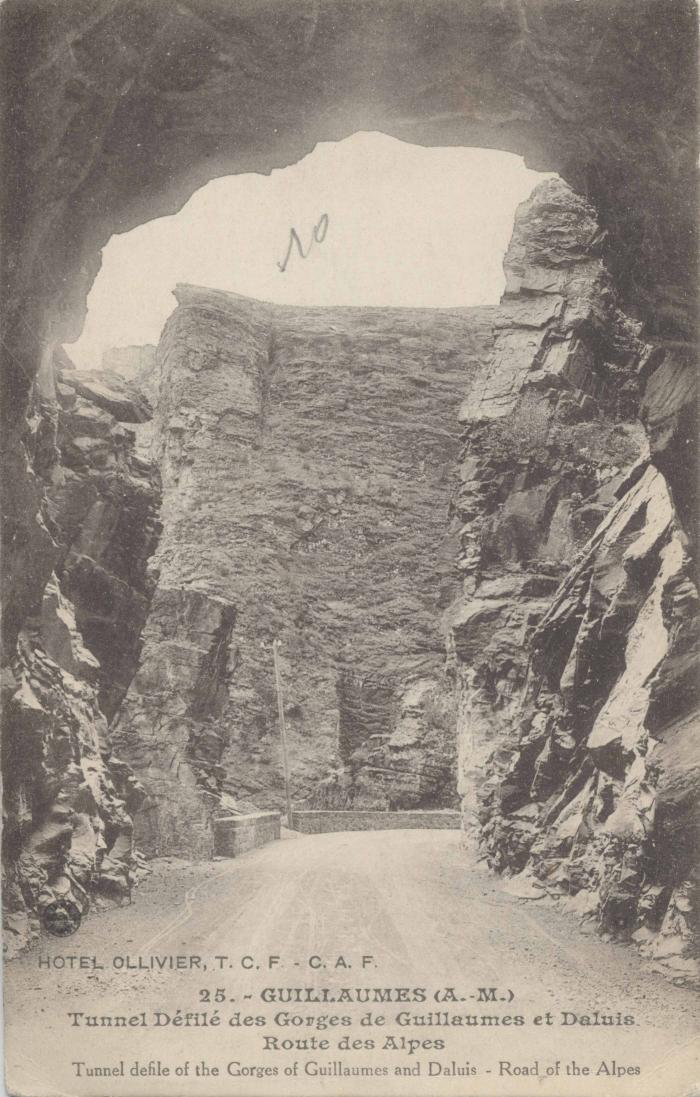 10
HOTEL OLLIVIER, T. C. F. - C. A. F.
25. - GUILLAUMES (A.-M.)
Tunnel Défilé des Gorges de Guillaumes et Daluis.
Route des Alpes
Tunnel defile of the Gorges of Guillaumes and Daluis - Road of the Alpes